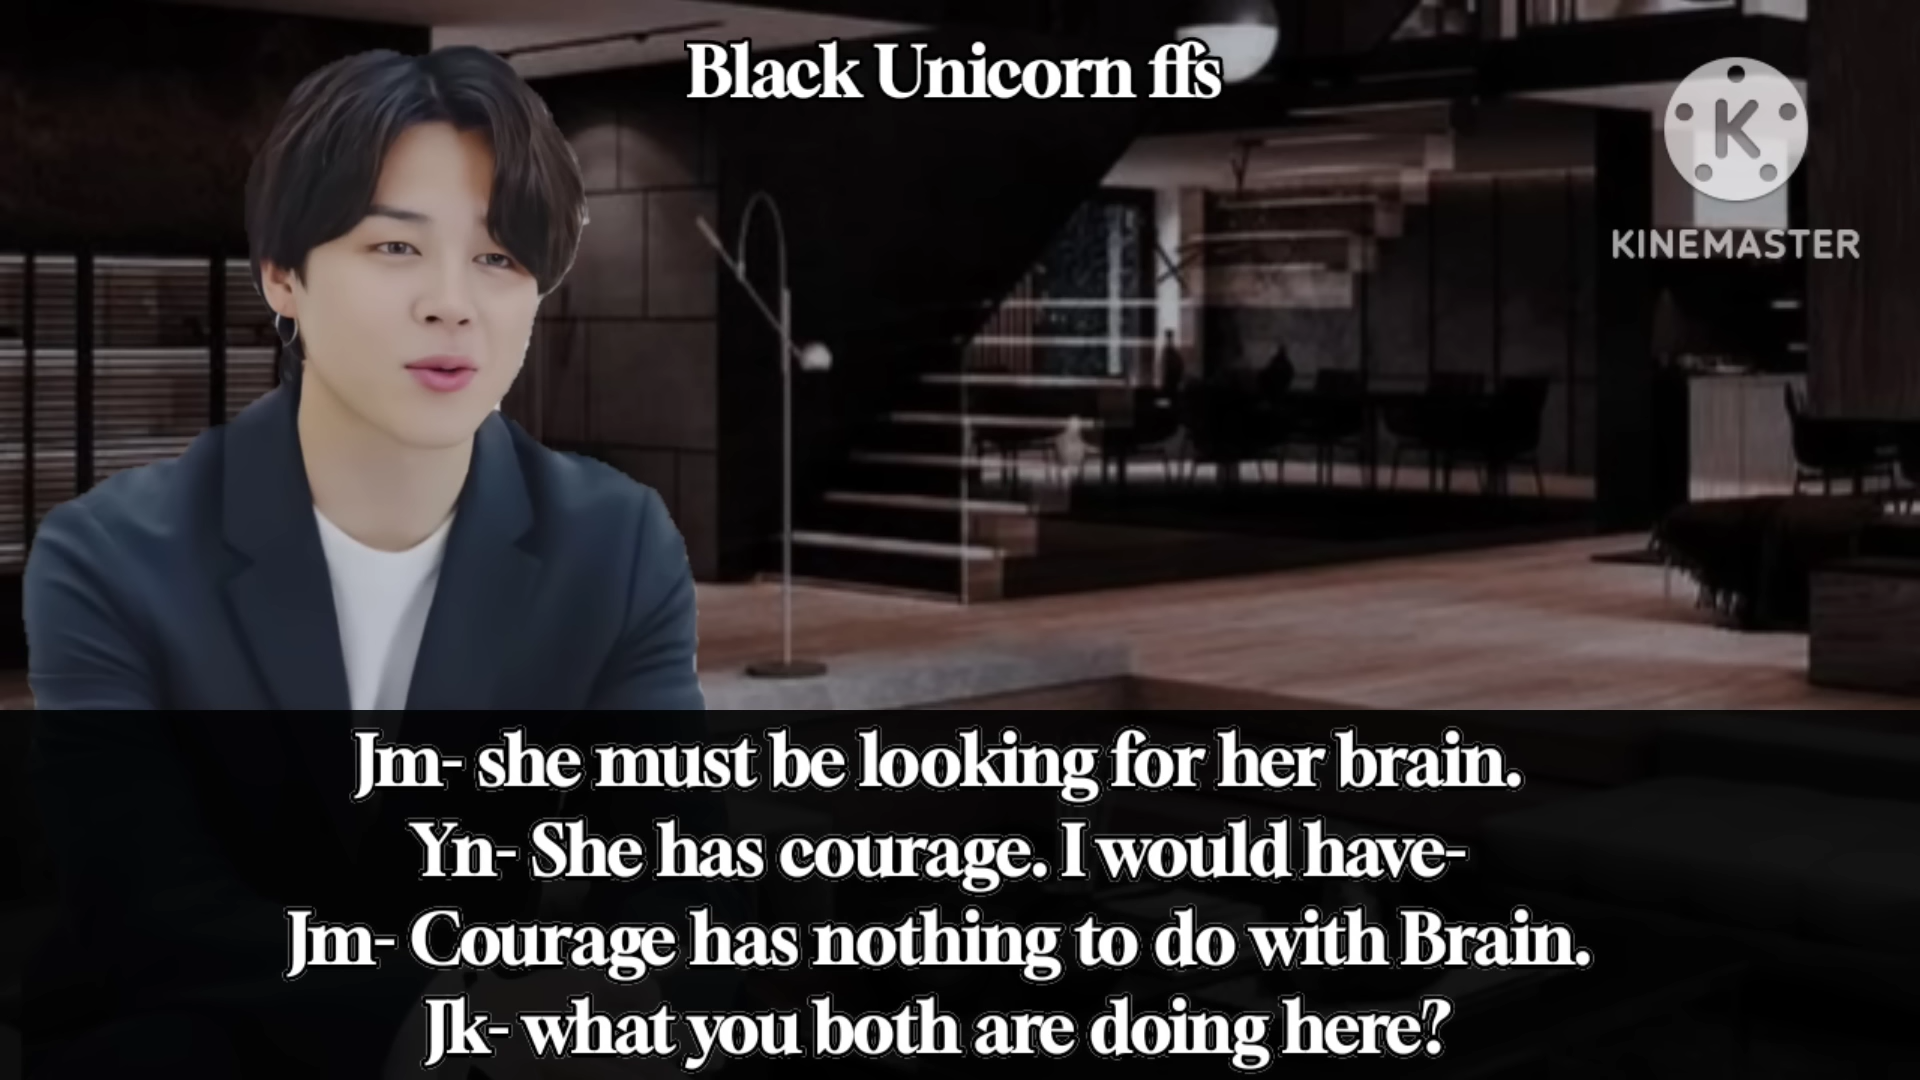 Black Unicorn ffs
K
KINEMASTER
Jm- she must be looking for her brain.
Yn- She has courage. I would have-
Jm- Courage has nothing to do with Brain.
Jk- what you both are doing here?